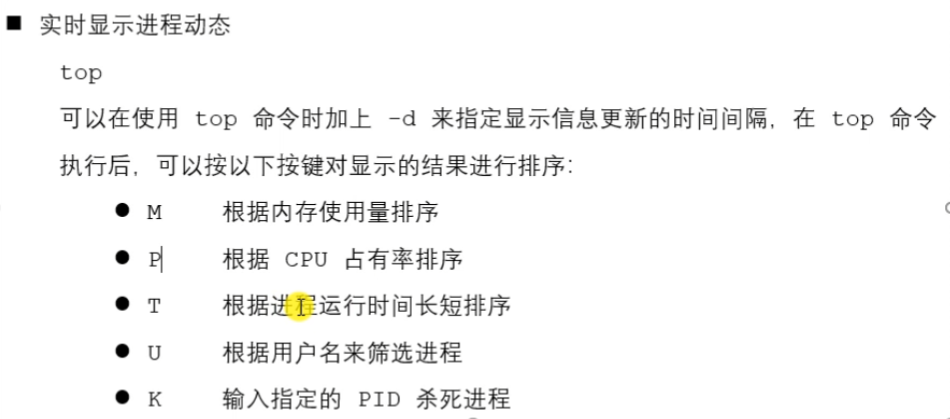 ■ 实时显示进程动态
top
可以在使用 top 命令时加上 -d 来指定显示信息更新的时间间隔，在 top 命令
执行后，可以按以下按键对显示的结果进行排序：
● M 根据内存使用量排序
● P 根据 CPU 占有率排序
● T 根据进程运行时间长短排序
● U 根据用户名来筛选进程
● K 输入指定的 PID 杀死进程